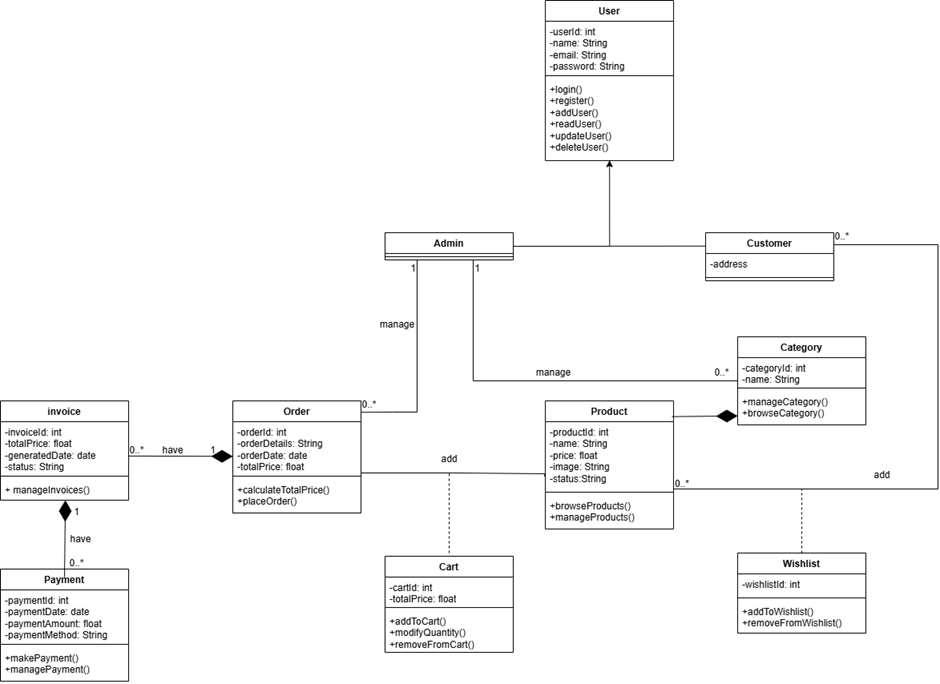 User
-userId: int
-name: String
-email: String
-password: String
+login()
+register()
+addUser()
+readUser()
+updateUser()
+deleteUser()
Admin
Customer
-address
0..*
1
1
manage
manage
0..*
0..*
Category
-categoryId: int
-name: String
+manageCategory()
+browseCategory()
invoice
-invoiceId: int
-totalPrice: float
-generatedDate: date
-status: String
+ manageInvoices()
0..*
have
1
Order
-orderId: int
-orderDetails: String
-orderDate: date
-totalPrice: float
+calculateTotalPrice()
+placeOrder()
add
Product
-productId: int
-name: String
-price: float
-image: String
-status:String
+browseProducts()
+manageProducts()
0..*
add
1
have
0..*
Payment
-paymentId: int
-paymentDate: date
-paymentAmount: float
-paymentMethod: String
+makePayment()
+managePayment()
Cart
-cartId: int
-totalPrice: float
+addToCart()
+modifyQuantity()
+removeFromCart()
Wishlist
-wishlistId: int
+addToWishlist()
+removeFromWishlist()